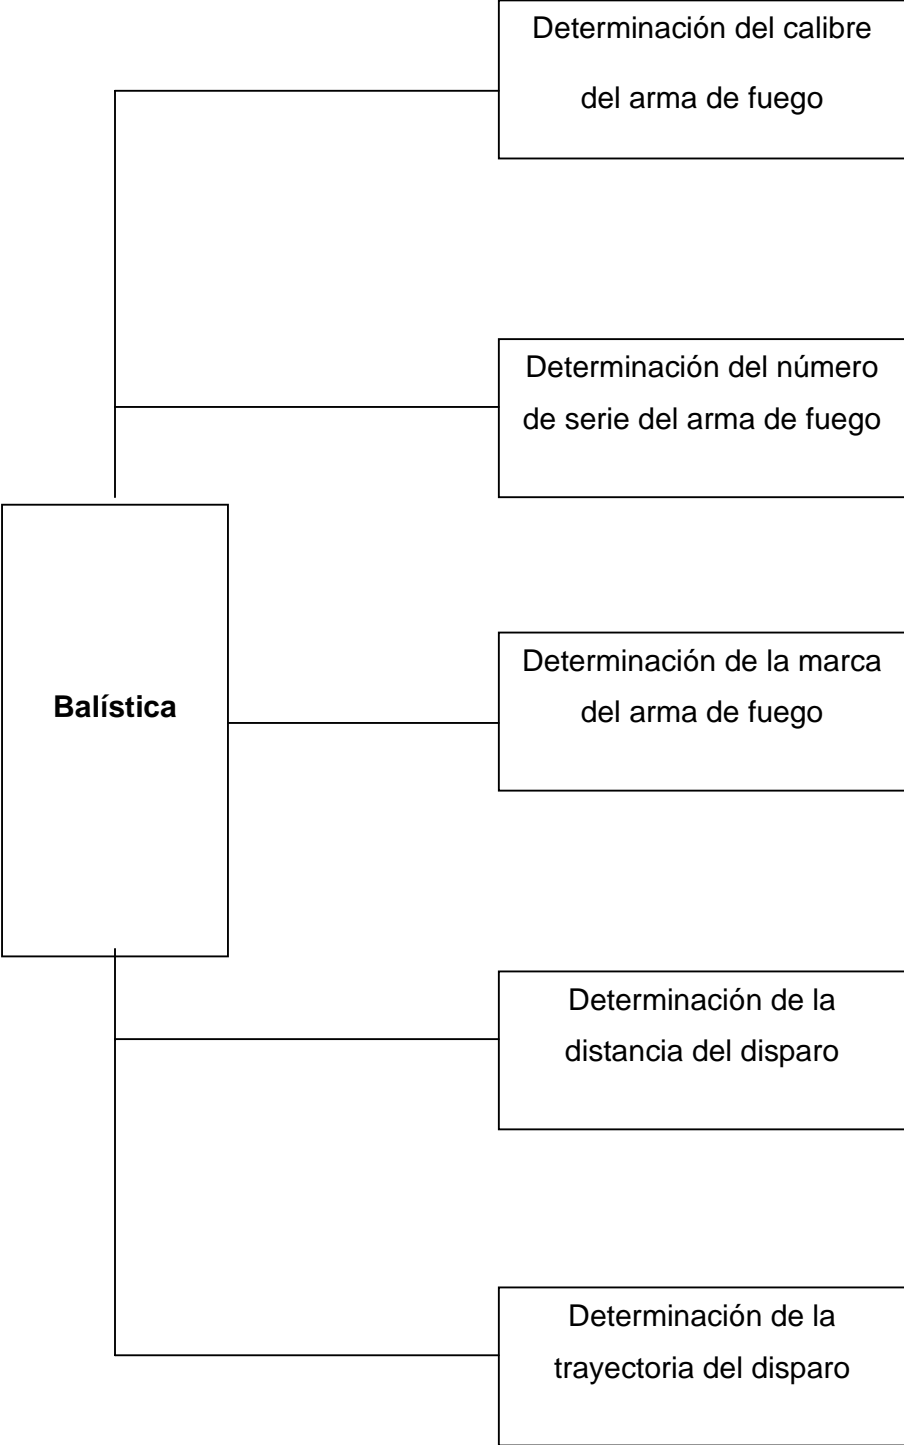 Determinación del calibre
del arma de fuego
Determinación del número
de serie del arma de fuego
Balística
Determinación de la marca
del arma de fuego
Determinación de la
distancia del disparo
Determinación de la
trayectoria del disparo